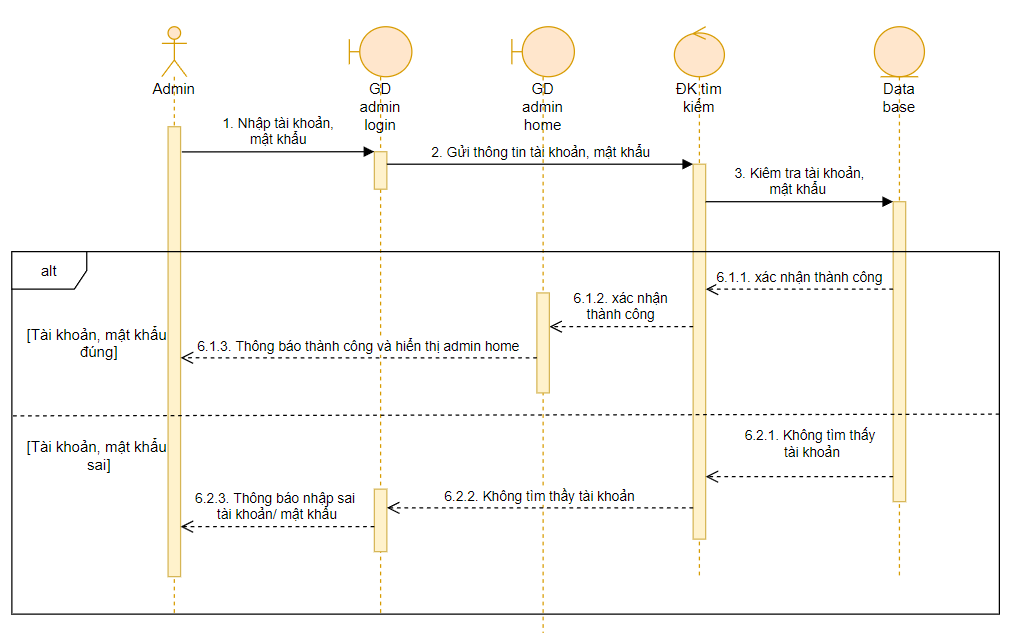 Admin
GD
admin
login
GD
admin
home
ĐK tìm
kiếm
Data
base
1. Nhập tài khoản,
mật khẩu
2. Gửi thông tin tài khoản, mật khẩu
3. Kiêm tra tài khoản,
mật khẩu
alt
6.1.1. xác nhận thành công
6.1.2. xác nhận
thành công
[Tài khoản, mật khẩu
đúng]
6.1.3. Thông báo thành công và hiển thị admin home
[Tài khoản, mật khẩu
sai]
6.2.1. Không tìm thấy
tài khoản
6.2.2. Không tìm thầy tài khoản
6.2.3. Thông báo nhập sai
tài khoản/ mật khẩu